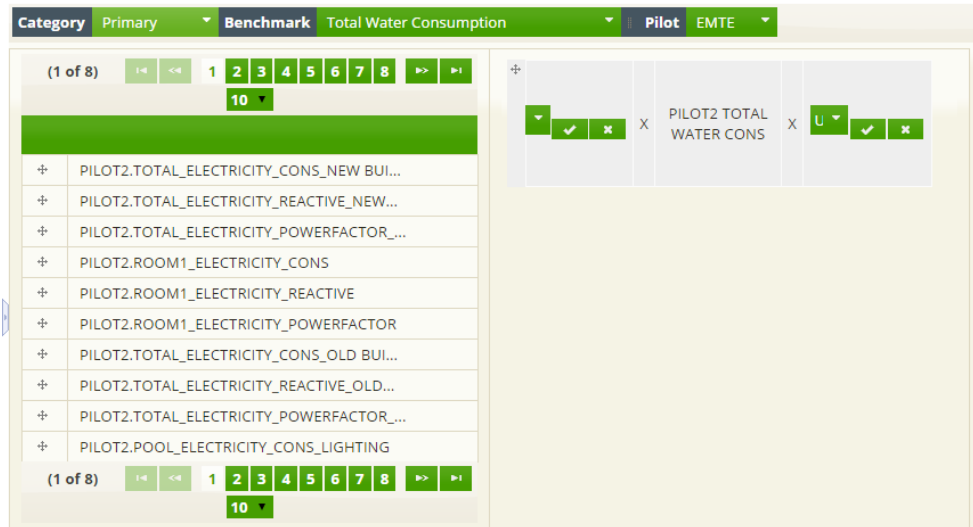 Category Primary Benchmark Total Water Consumption Pilot EMTE
(1 of 8) 1 2 3 4 5 6 7 8
10
PILOT2.TOTAL_ELECTRICITY_CONS_NEW BUI...
PILOT2.TOTAL_ELECTRICITY_REACTIVE_NEW...
PILOT2.TOTAL_ELECTRICITY_POWERFACTOR_...
PILOT2.ROOM1_ELECTRICITY_CONS
PILOT2.ROOM1_ELECTRICITY_REACTIVE
PILOT2.ROOM1_ELECTRICITY_POWERFACTOR
PILOT2.TOTAL_ELECTRICITY_CONS_OLD BUI...
PILOT2.TOTAL_ELECTRICITY_REACTIVE_OLD...
PILOT2.TOTAL_ELECTRICITY_POWERFACTOR_...
PILOT2.POOL_ELECTRICITY_CONS_LIGHTING
(1 of 8) 1 2 3 4 5 6 7 8
10
X PILOT2 TOTAL X
WATER CONS